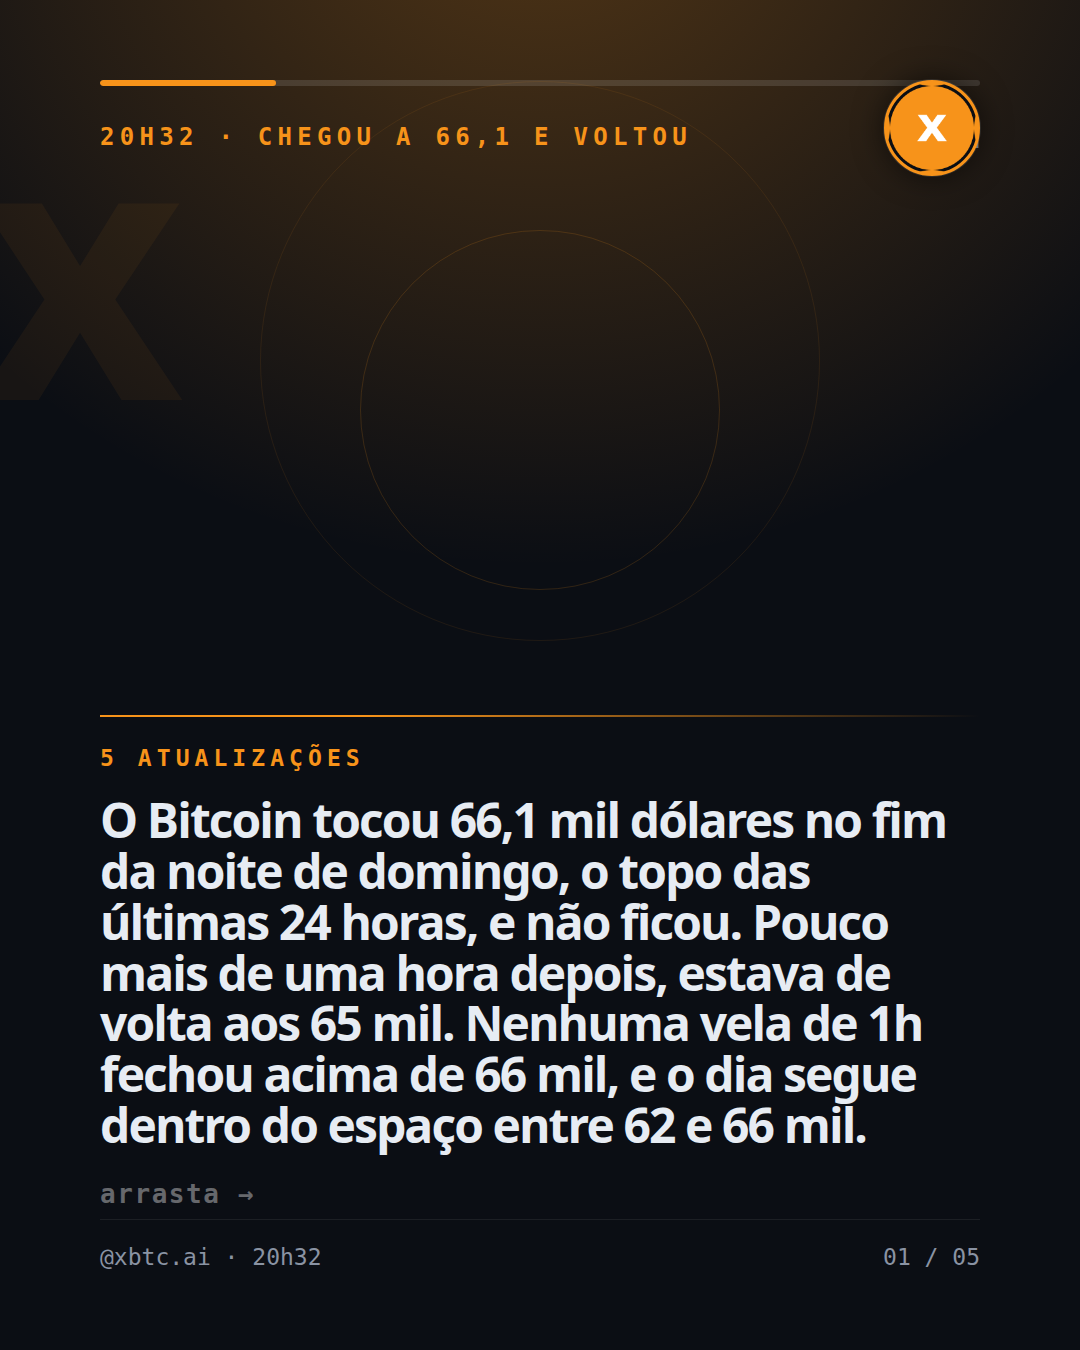 20H32 · CHEGOU A 66,1 E VOLTOU
X
X
5 ATUALIZAÇÕES
O Bitcoin tocou 66,1 mil dólares no fim
da noite de domingo, o topo das
últimas 24 horas, e não ficou. Pouco
mais de uma hora depois, estava de
volta aos 65 mil. Nenhuma vela de 1h
fechou acima de 66 mil, e o dia segue
dentro do espaço entre 62 e 66 mil.
arrasta →
@xbtc.ai · 20h32
01 / 05